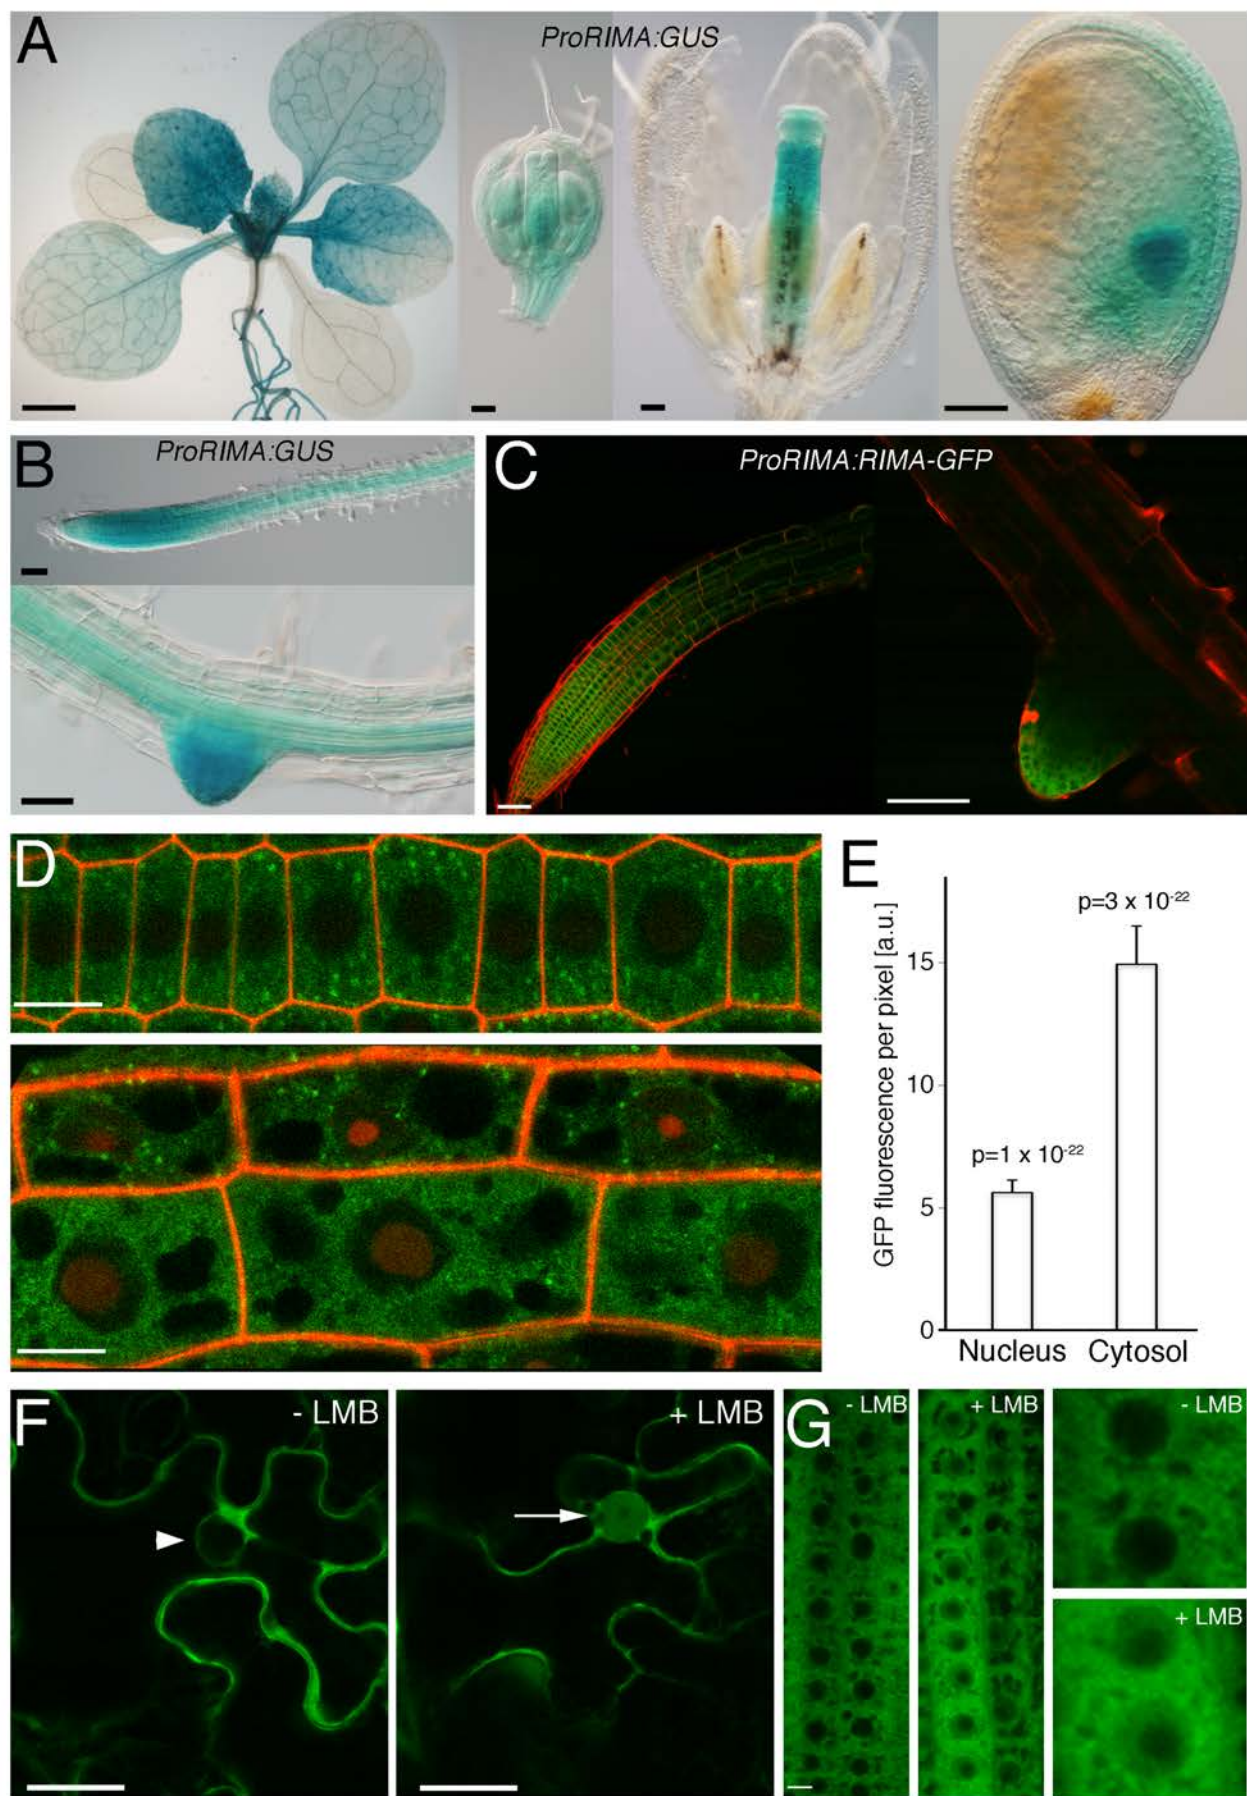 A
ProRIMA:GUS
B
ProRIMA:GUS
C
ProRIMA:RIMA-GFP
D
E
GFP fluorescence per pixel [a.u.]
15
10
5
0
p=1 x 10-22
p=3 x 10-22
Nucleus Cytosol
F
- LMB
+ LMB
G
- LMB
+ LMB
- LMB
+ LMB